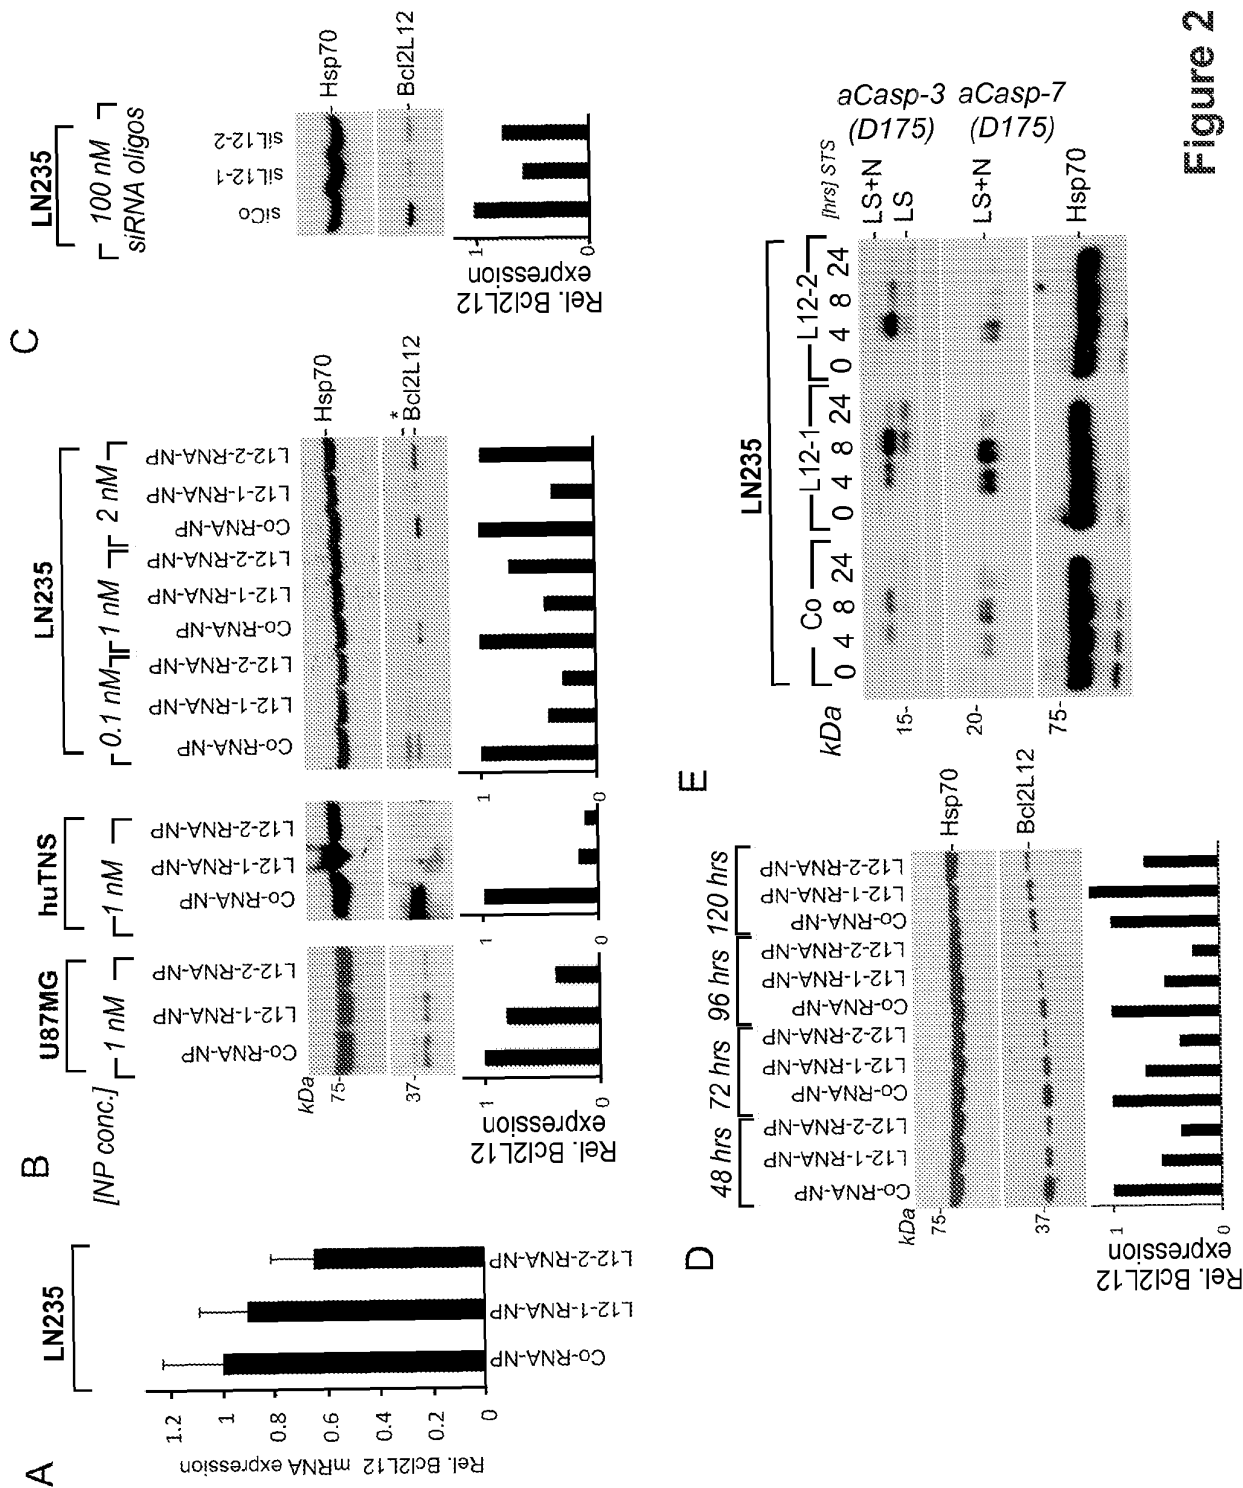 A
LN235
Rel. Bcl2L12 mRNA expression
1.2
1
0.8
0.6
0.4
0.2
0
Co-RNA-NP
L12-1-RNA-NP
L12-2-RNA-NP
B
U87MG
huTNS
LN235
[NP conc.]
1 nM
1 nM
0.1 nM
1 nM
2 nM
Co-RNA-NP
L12-1-RNA-NP
L12-2-RNA-NP
Co-RNA-NP
L12-1-RNA-NP
L12-2-RNA-NP
Co-RNA-NP
L12-1-RNA-NP
L12-2-RNA-NP
Co-RNA-NP
L12-1-RNA-NP
L12-2-RNA-NP
Co-RNA-NP
L12-1-RNA-NP
L12-2-RNA-NP
kDa
75-
Hsp70
37-
*
Bcl2L12
Rel. Bcl2L12
expression
1
0
1
0
1
0
C
LN235
100 nM
siRNA oligos
siCo
siL12-1
siL12-2
Hsp70
Bcl2L12
Rel. Bcl2L12
expression
1
0
D
48 hrs
72 hrs
96 hrs
120 hrs
Co-RNA-NP
L12-1-RNA-NP
L12-2-RNA-NP
Co-RNA-NP
L12-1-RNA-NP
L12-2-RNA-NP
Co-RNA-NP
L12-1-RNA-NP
L12-2-RNA-NP
Co-RNA-NP
L12-1-RNA-NP
L12-2-RNA-NP
kDa
75-
Hsp70
37-
Bcl2L12
Rel. Bcl2L12
expression
1
0
E
LN235
Co
L12-1
L12-2
kDa
0 4 8 24 0 4 8 24 0 4 8 24
[hrs] STS
15-
LS+N
LS
aCasp-3
(D175)
20-
LS+N
aCasp-7
(D175)
75-
Hsp70
Figure 2